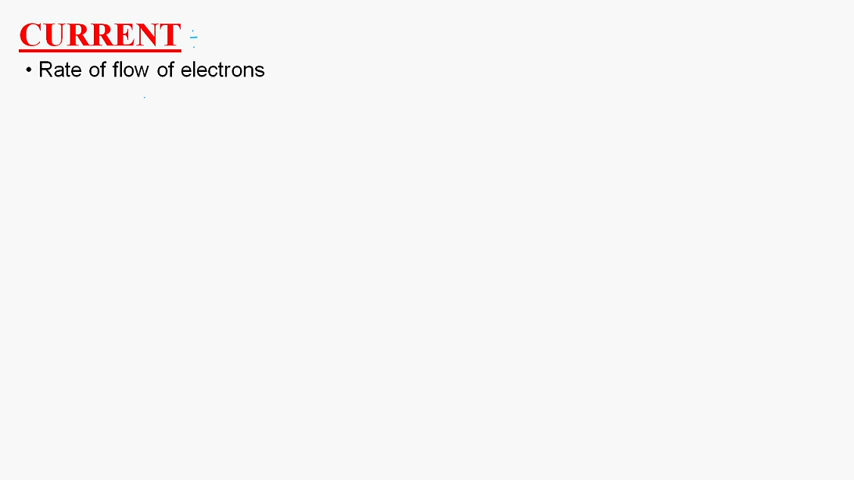 CURRENT :-
• Rate of flow of electrons